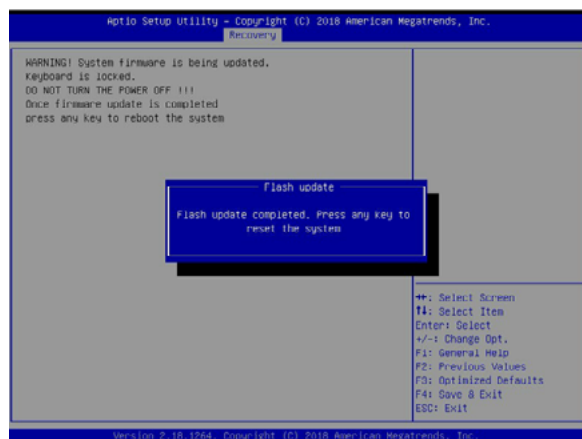 Aptio Setup Utility – Copyright (C) 2018 American Megatrends, Inc.
Recovery
WARNING! System firmware is being updated.
Keyboard is locked.
DO NOT TURN THE POWER OFF !!!
Once firmware update is completed
press any key to reboot the system
Flash update
Flash update completed. Press any key to
reset the system
→←: Select Screen
↑↓: Select Item
Enter: Select
+/-: Change Opt.
F1: General Help
F2: Previous Values
F3: Optimized Defaults
F4: Save & Exit
ESC: Exit
Version 2.18.1264. Copyright (C) 2018 American Megatrends, Inc.